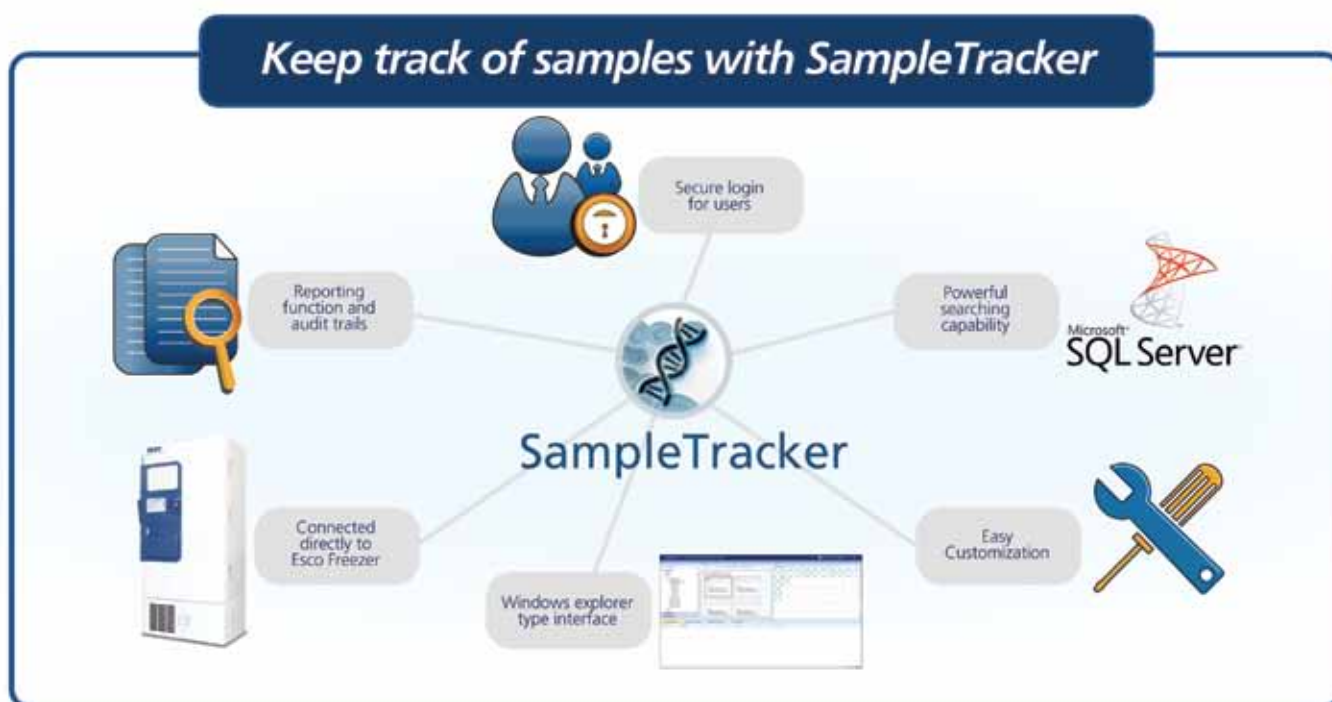 Keep track of samples with SampleTracker
Secure login
for users
Reporting
function and
audit trails
Powerful
searching
capability
Microsoft
SQL Server
SampleTracker
Connected
directly to
Esco Freezer
Easy
Customization
Windows explorer
type interface